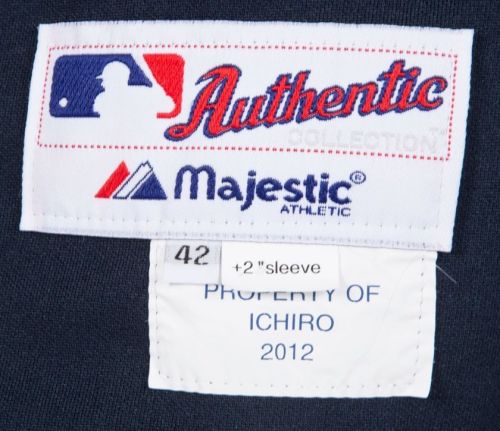 Authentic
COLLECTION
Majestic®
ATHLETIC
42
+2"sleeve
PROPERTY OF
ICHIRO
2012